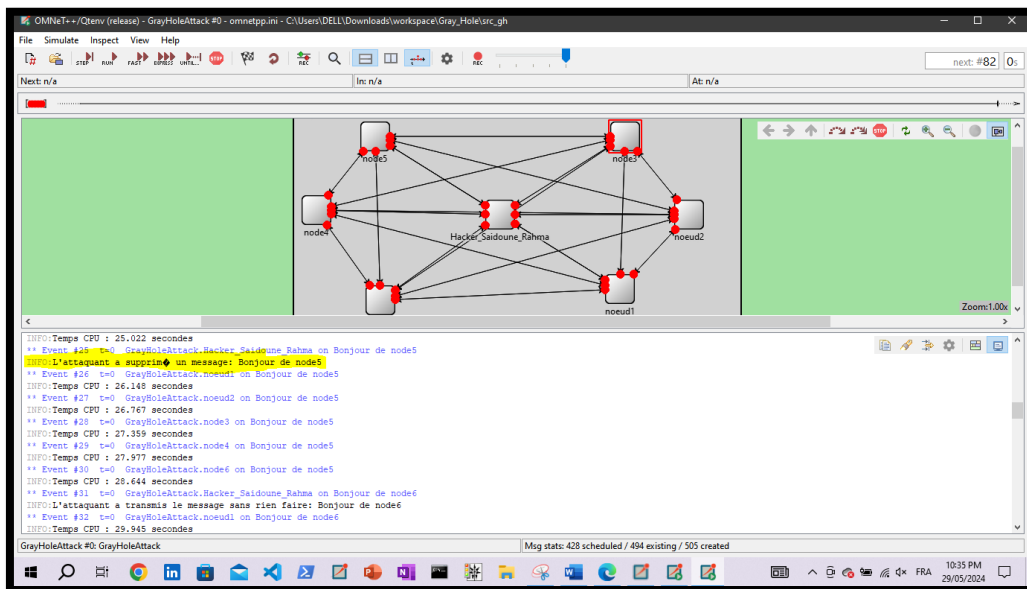 OMNeT++/Qtenv (release) - GrayHoleAttack #0 - omnetpp.ini - C:\Users\DELL\Downloads\workspace\Gray_Hole\src_gh
File Simulate Inspect View Help
STEP RUN FAST EXPRESS UNTIL... STOP REC REC
next: #82 0s
Next: n/a In: n/a At: n/a
STOP
node5 node3
node4 Hacker_Saidoune_Rahma noeud2
noeud1
Zoom:1.00x
INFO:Temps CPU : 25.022 secondes
** Event #25 t=0 GrayHoleAttack.Hacker_Saidoune_Rahma on Bonjour de node5
INFO:L'attaquant a supprim� un message: Bonjour de node5
** Event #26 t=0 GrayHoleAttack.noeud1 on Bonjour de node5
INFO:Temps CPU : 26.148 secondes
** Event #27 t=0 GrayHoleAttack.noeud2 on Bonjour de node5
INFO:Temps CPU : 26.767 secondes
** Event #28 t=0 GrayHoleAttack.node3 on Bonjour de node5
INFO:Temps CPU : 27.359 secondes
** Event #29 t=0 GrayHoleAttack.node4 on Bonjour de node5
INFO:Temps CPU : 27.977 secondes
** Event #30 t=0 GrayHoleAttack.node6 on Bonjour de node5
INFO:Temps CPU : 28.644 secondes
** Event #31 t=0 GrayHoleAttack.Hacker_Saidoune_Rahma on Bonjour de node6
INFO:L'attaquant a transmis le message sans rien faire: Bonjour de node6
** Event #32 t=0 GrayHoleAttack.noeud1 on Bonjour de node6
INFO:Temps CPU : 29.945 secondes
GrayHoleAttack #0: GrayHoleAttack Msg stats: 428 scheduled / 494 existing / 505 created
FRA 10:35 PM
29/05/2024